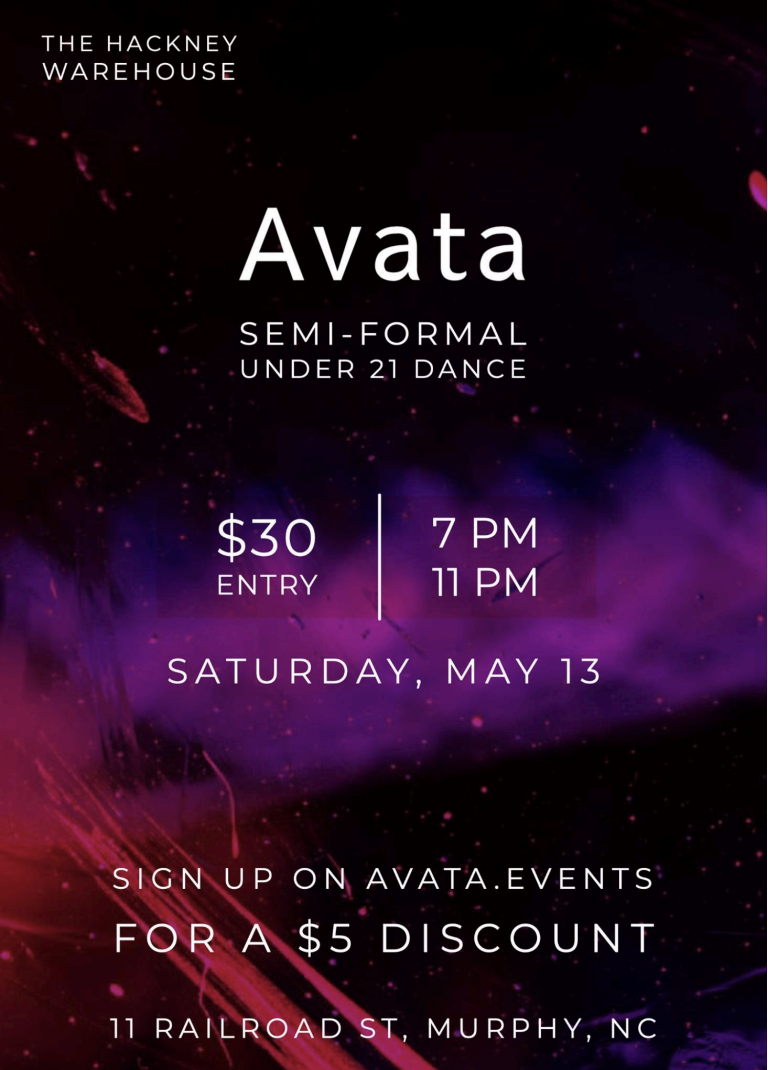 THE HACKNEY
WAREHOUSE
Avata
SEMI-FORMAL
UNDER 21 DANCE
$30
ENTRY
7 PM
11 PM
SATURDAY, MAY 13
SIGN UP ON AVATA.EVENTS
FOR A $5 DISCOUNT
11 RAILROAD ST, MURPHY, NC